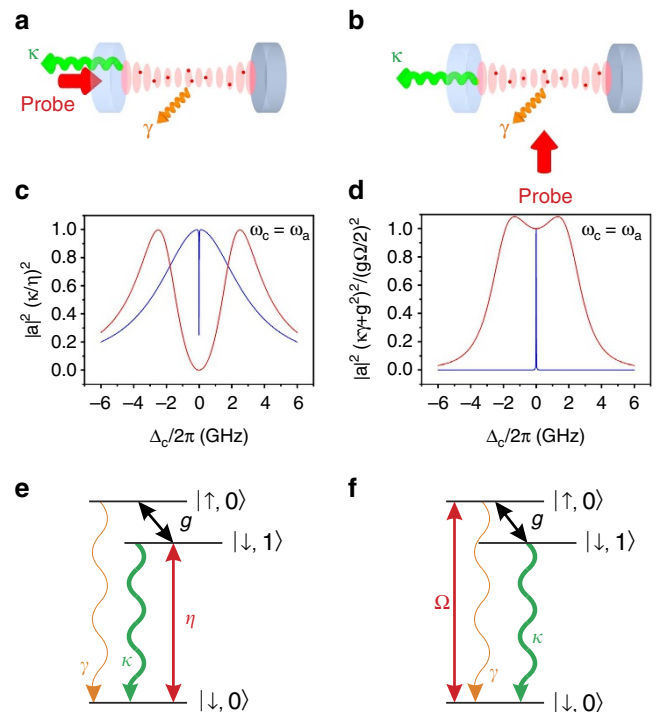 a
κ
Probe
γ
b
κ
γ
Probe
c
ω_c = ω_a
|a|² (κ/η)²
1.0
0.8
0.6
0.4
0.2
0.0
−6 −4 −2 0 2 4 6
Δ_c/2π (GHz)
d
ω_c = ω_a
|a|² (κγ+g²)²/(gΩ/2)²
1.0
0.8
0.6
0.4
0.2
0.0
−6 −4 −2 0 2 4 6
Δ_c/2π (GHz)
e
|↑, 0⟩
g
|↓, 1⟩
η
γ
κ
|↓, 0⟩
f
|↑, 0⟩
g
|↓, 1⟩
Ω
κ
γ
|↓, 0⟩